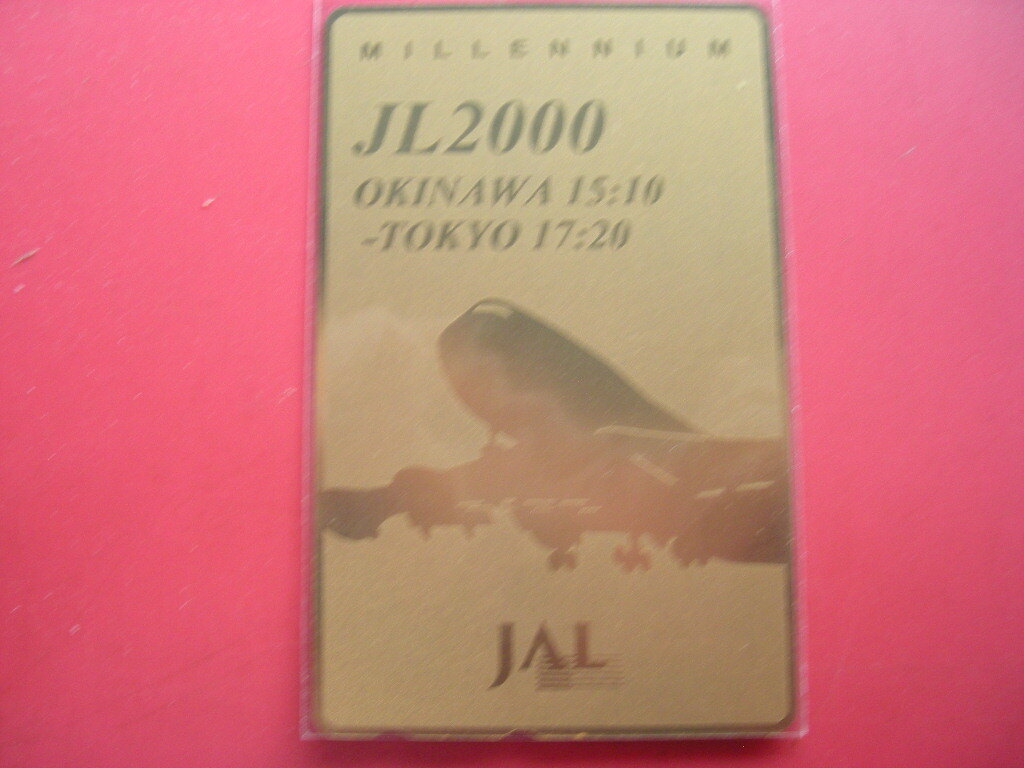 MILLENNIUM
JL2000
OKINAWA 15:10
-TOKYO 17:20
JAL